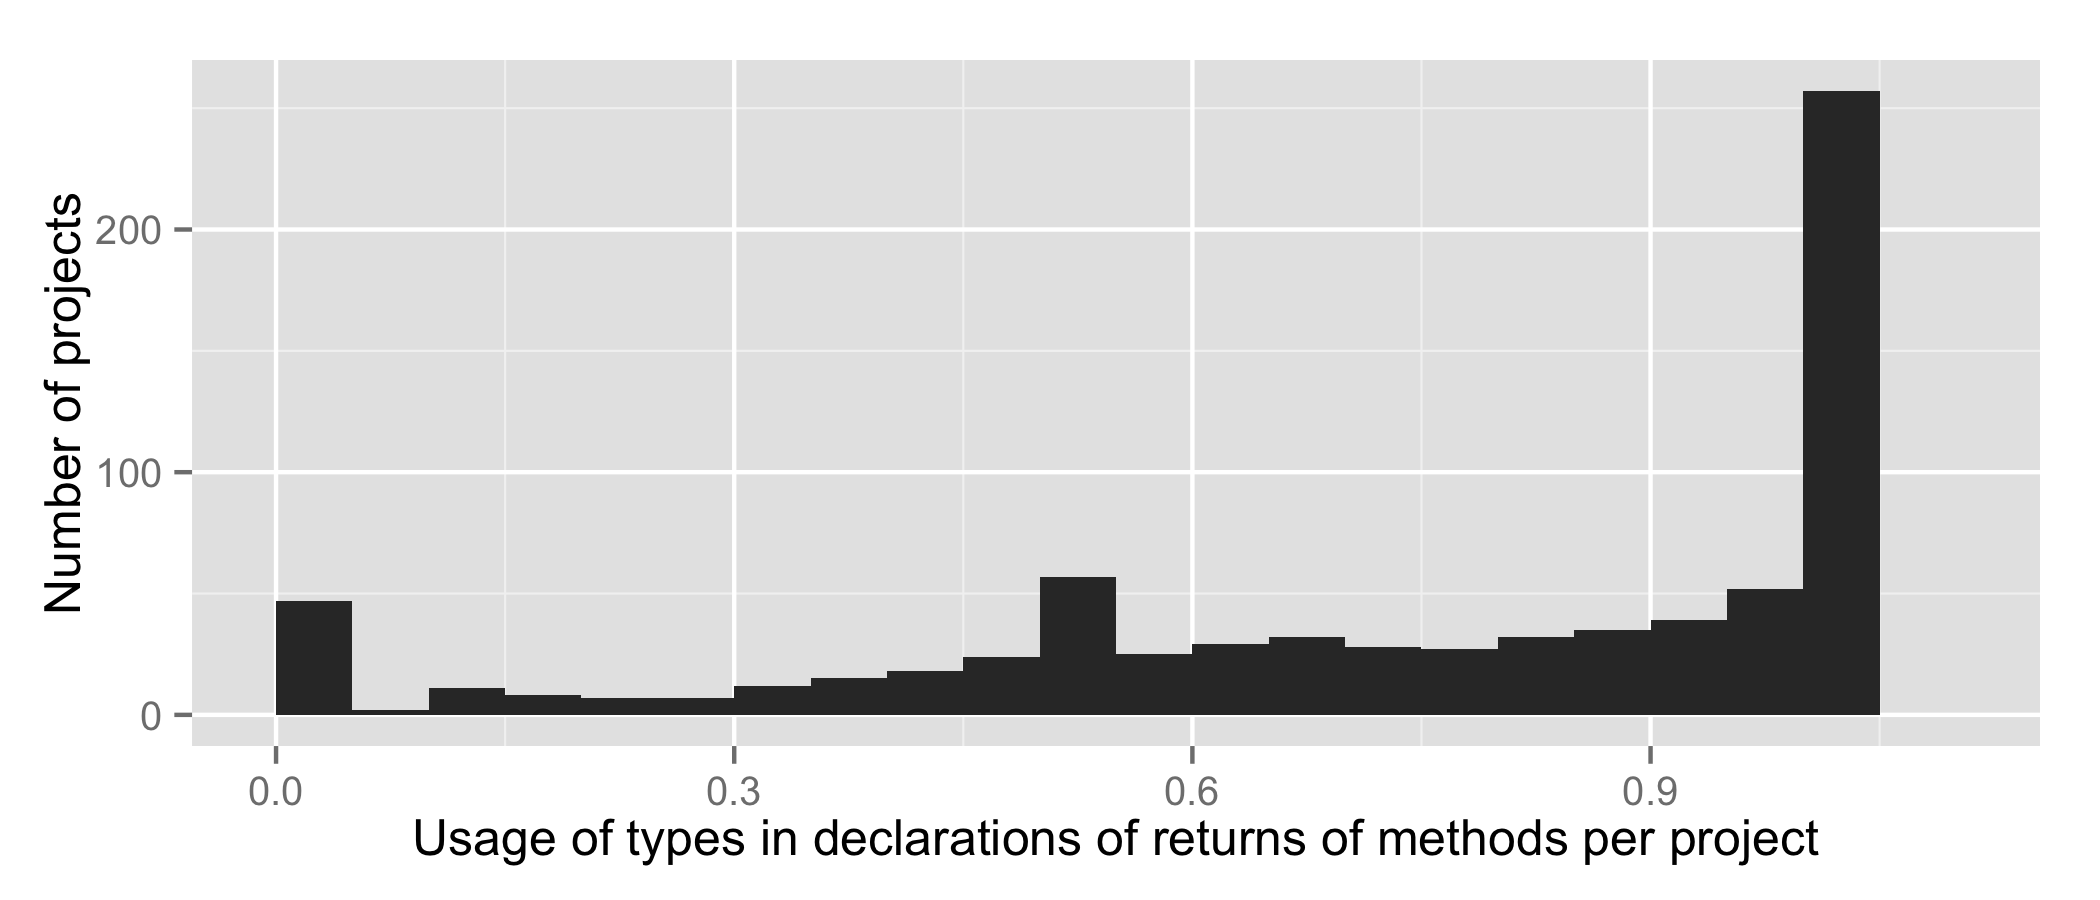 Number of projects
200
100
0
0.0 0.3 0.6 0.9
Usage of types in declarations of returns of methods per project